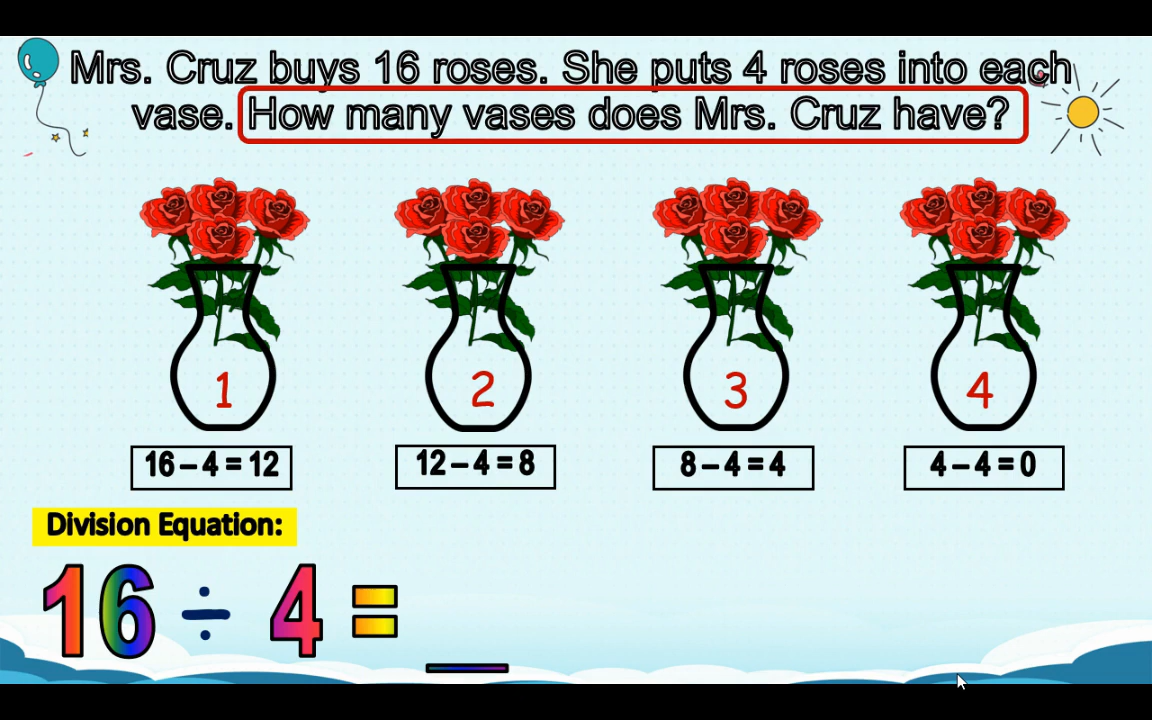 Mrs. Cruz buys 16 roses. She puts 4 roses into each
vase. How many vases does Mrs. Cruz have?
1 2 3 4
16 – 4 = 12 12 – 4 = 8 8 – 4 = 4 4 – 4 = 0
Division Equation:
16 ÷ 4 = __